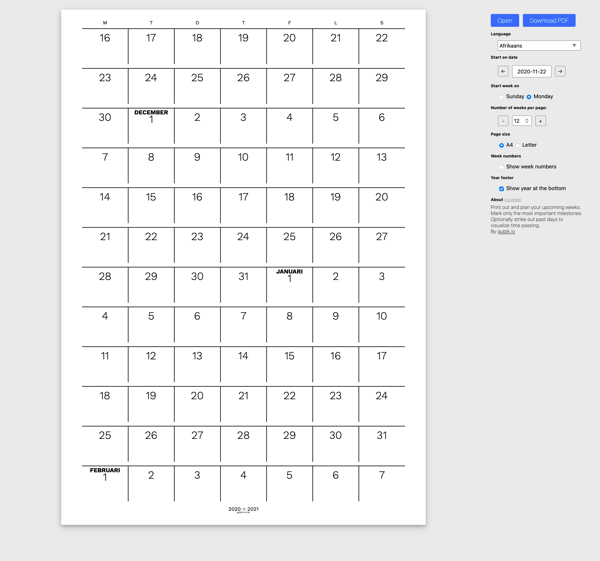 M T O T F L S
16 17 18 19 20 21 22
23 24 25 26 27 28 29
DECEMBER
30 1 2 3 4 5 6
7 8 9 10 11 12 13
14 15 16 17 18 19 20
21 22 23 24 25 26 27
JANUARI
28 29 30 31 1 2 3
4 5 6 7 8 9 10
11 12 13 14 15 16 17
18 19 20 21 22 23 24
25 26 27 28 29 30 31
FEBRUARI
1 2 3 4 5 6 7
2020 2021
Open Download PDF
Language
Afrikaans
Start on date
← 2020-11-22 →
Start week on
Sunday Monday
Number of weeks per page:
- 12 +
Page size
A4 Letter
Week numbers
Show week numbers
Year footer
Show year at the bottom
About (License)
Print out and plan your upcoming weeks.
Mark only the most important milestones.
Optionally strike out past days to
visualize time passing.
By qubik.io